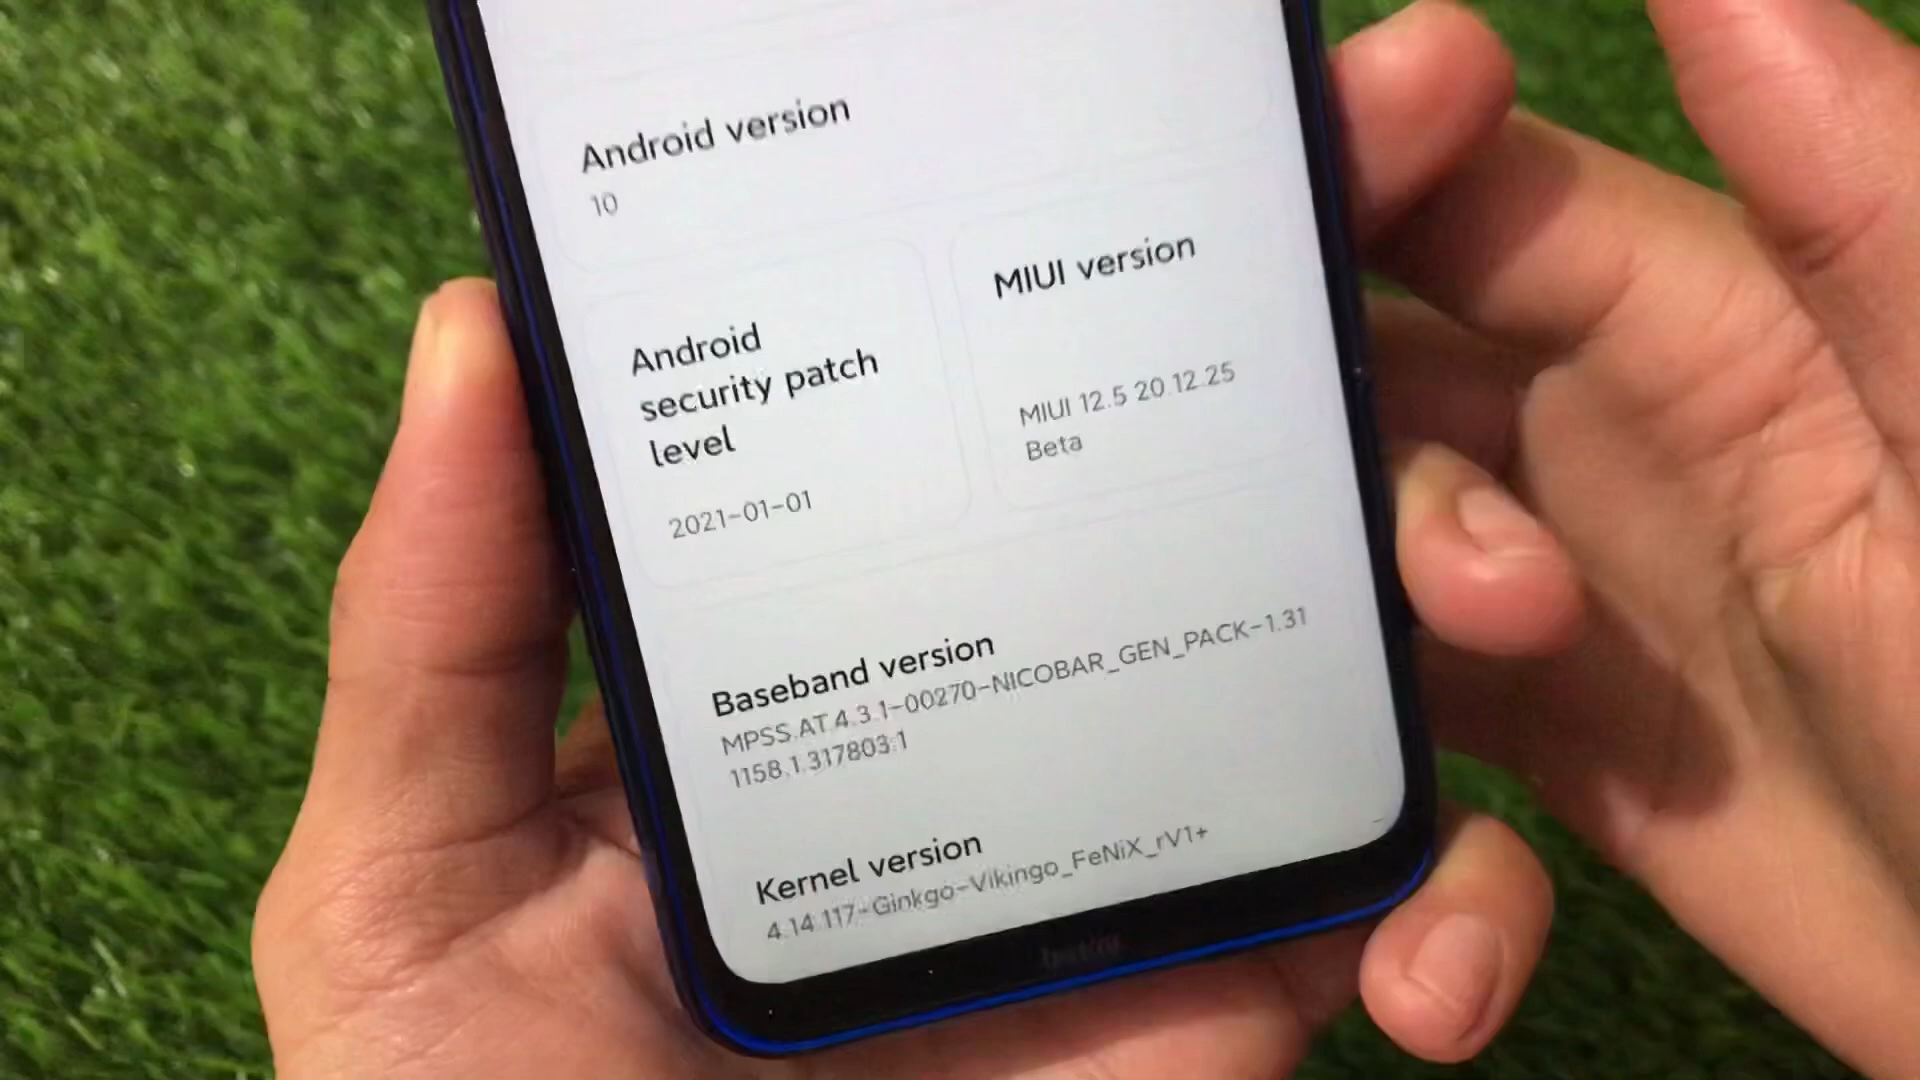 Android version
10
MIUI version
Android
security patch
level
MIUI 12.5 20.12.25
Beta
2021-01-01
Baseband version
MPSS.AT.4.3.1-00270-NICOBAR_GEN_PACK-1.31
1158.1.317803.1
Kernel version
4.14.117-Ginkgo-Vikingo_FeNiX_rV1+